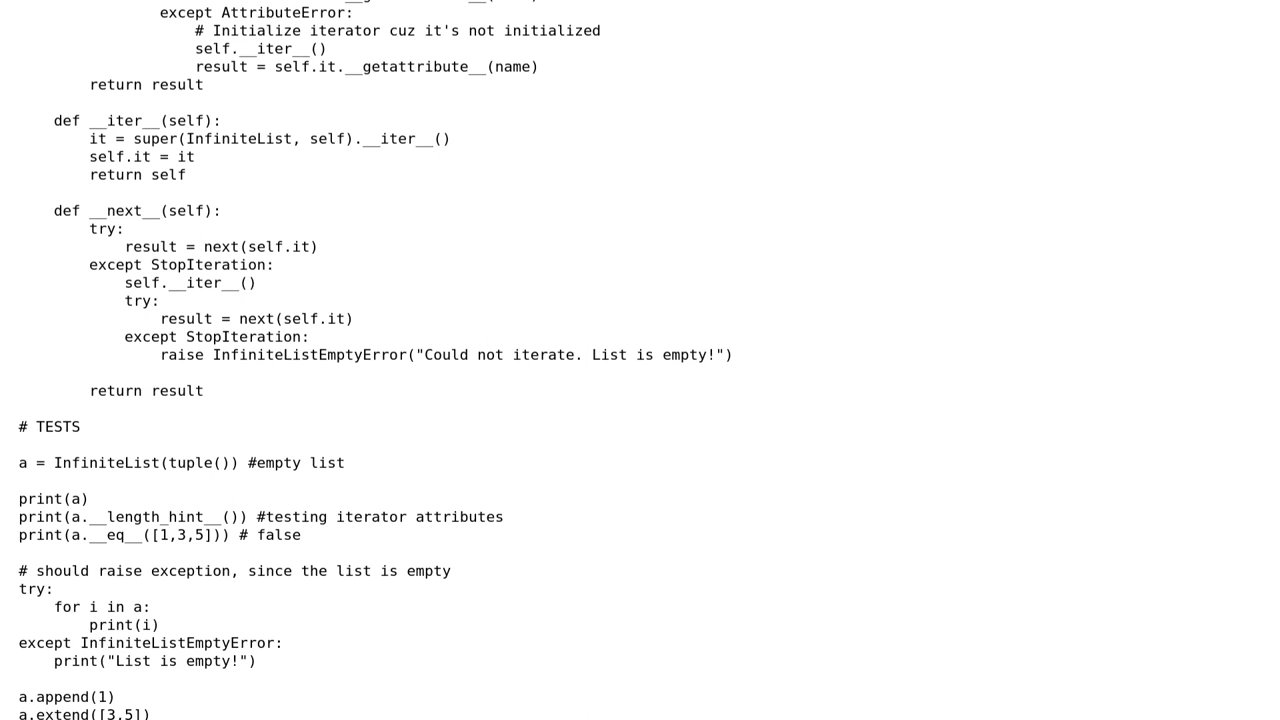 except AttributeError:
# Initialize iterator cuz it's not initialized
self.__iter__()
result = self.it.__getattribute__(name)
return result
def __iter__(self):
it = super(InfiniteList, self).__iter__()
self.it = it
return self
def __next__(self):
try:
result = next(self.it)
except StopIteration:
self.__iter__()
try:
result = next(self.it)
except StopIteration:
raise InfiniteListEmptyError("Could not iterate. List is empty!")
return result
# TESTS
a = InfiniteList(tuple()) #empty list
print(a)
print(a.__length_hint__()) #testing iterator attributes
print(a.__eq__([1,3,5])) # false
# should raise exception, since the list is empty
try:
for i in a:
print(i)
except InfiniteListEmptyError:
print("List is empty!")
a.append(1)
a.extend([3,5])